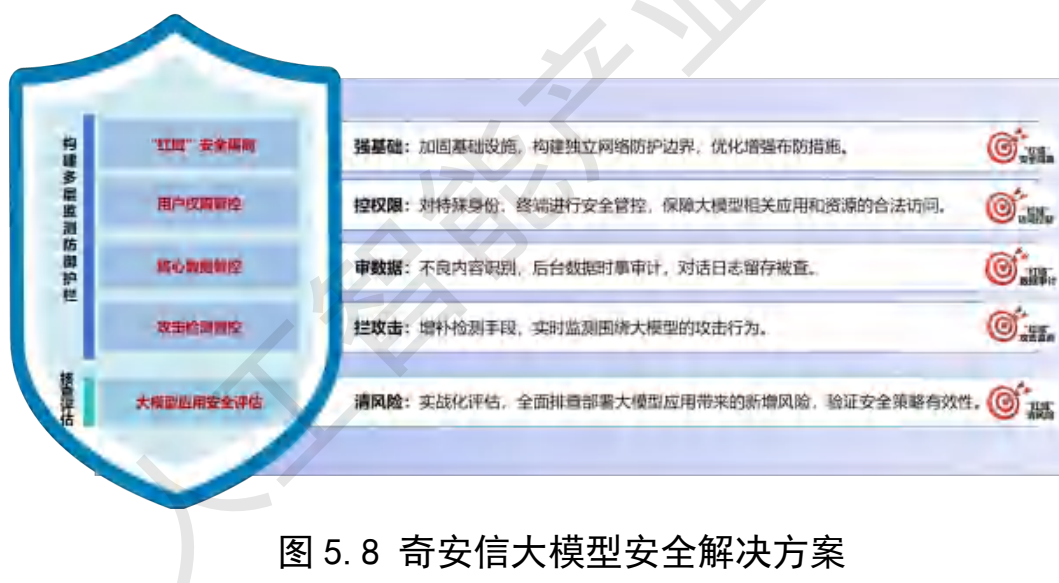 构建多层监测防御护栏
安全隔离
强基础：加固基础设施，构建独立网络防护边界，优化增强布防措施。
用户权限管控
控权限：对特殊身份、终端进行安全管控，保障大模型相关应用和资源的合法访问。
核心数据管控
审数据：不良内容识别，后台数据时事审计，对话日志留存被查。
数据审计
攻击检测管控
拦攻击：增补检测手段，实时监测围绕大模型的攻击行为。
核查评估
大模型应用安全评估
清风险：实战化评估，全面排查部署大模型应用带来的新增风险，验证安全策略有效性。
图 5.8 奇安信大模型安全解决方案
人工智能产业